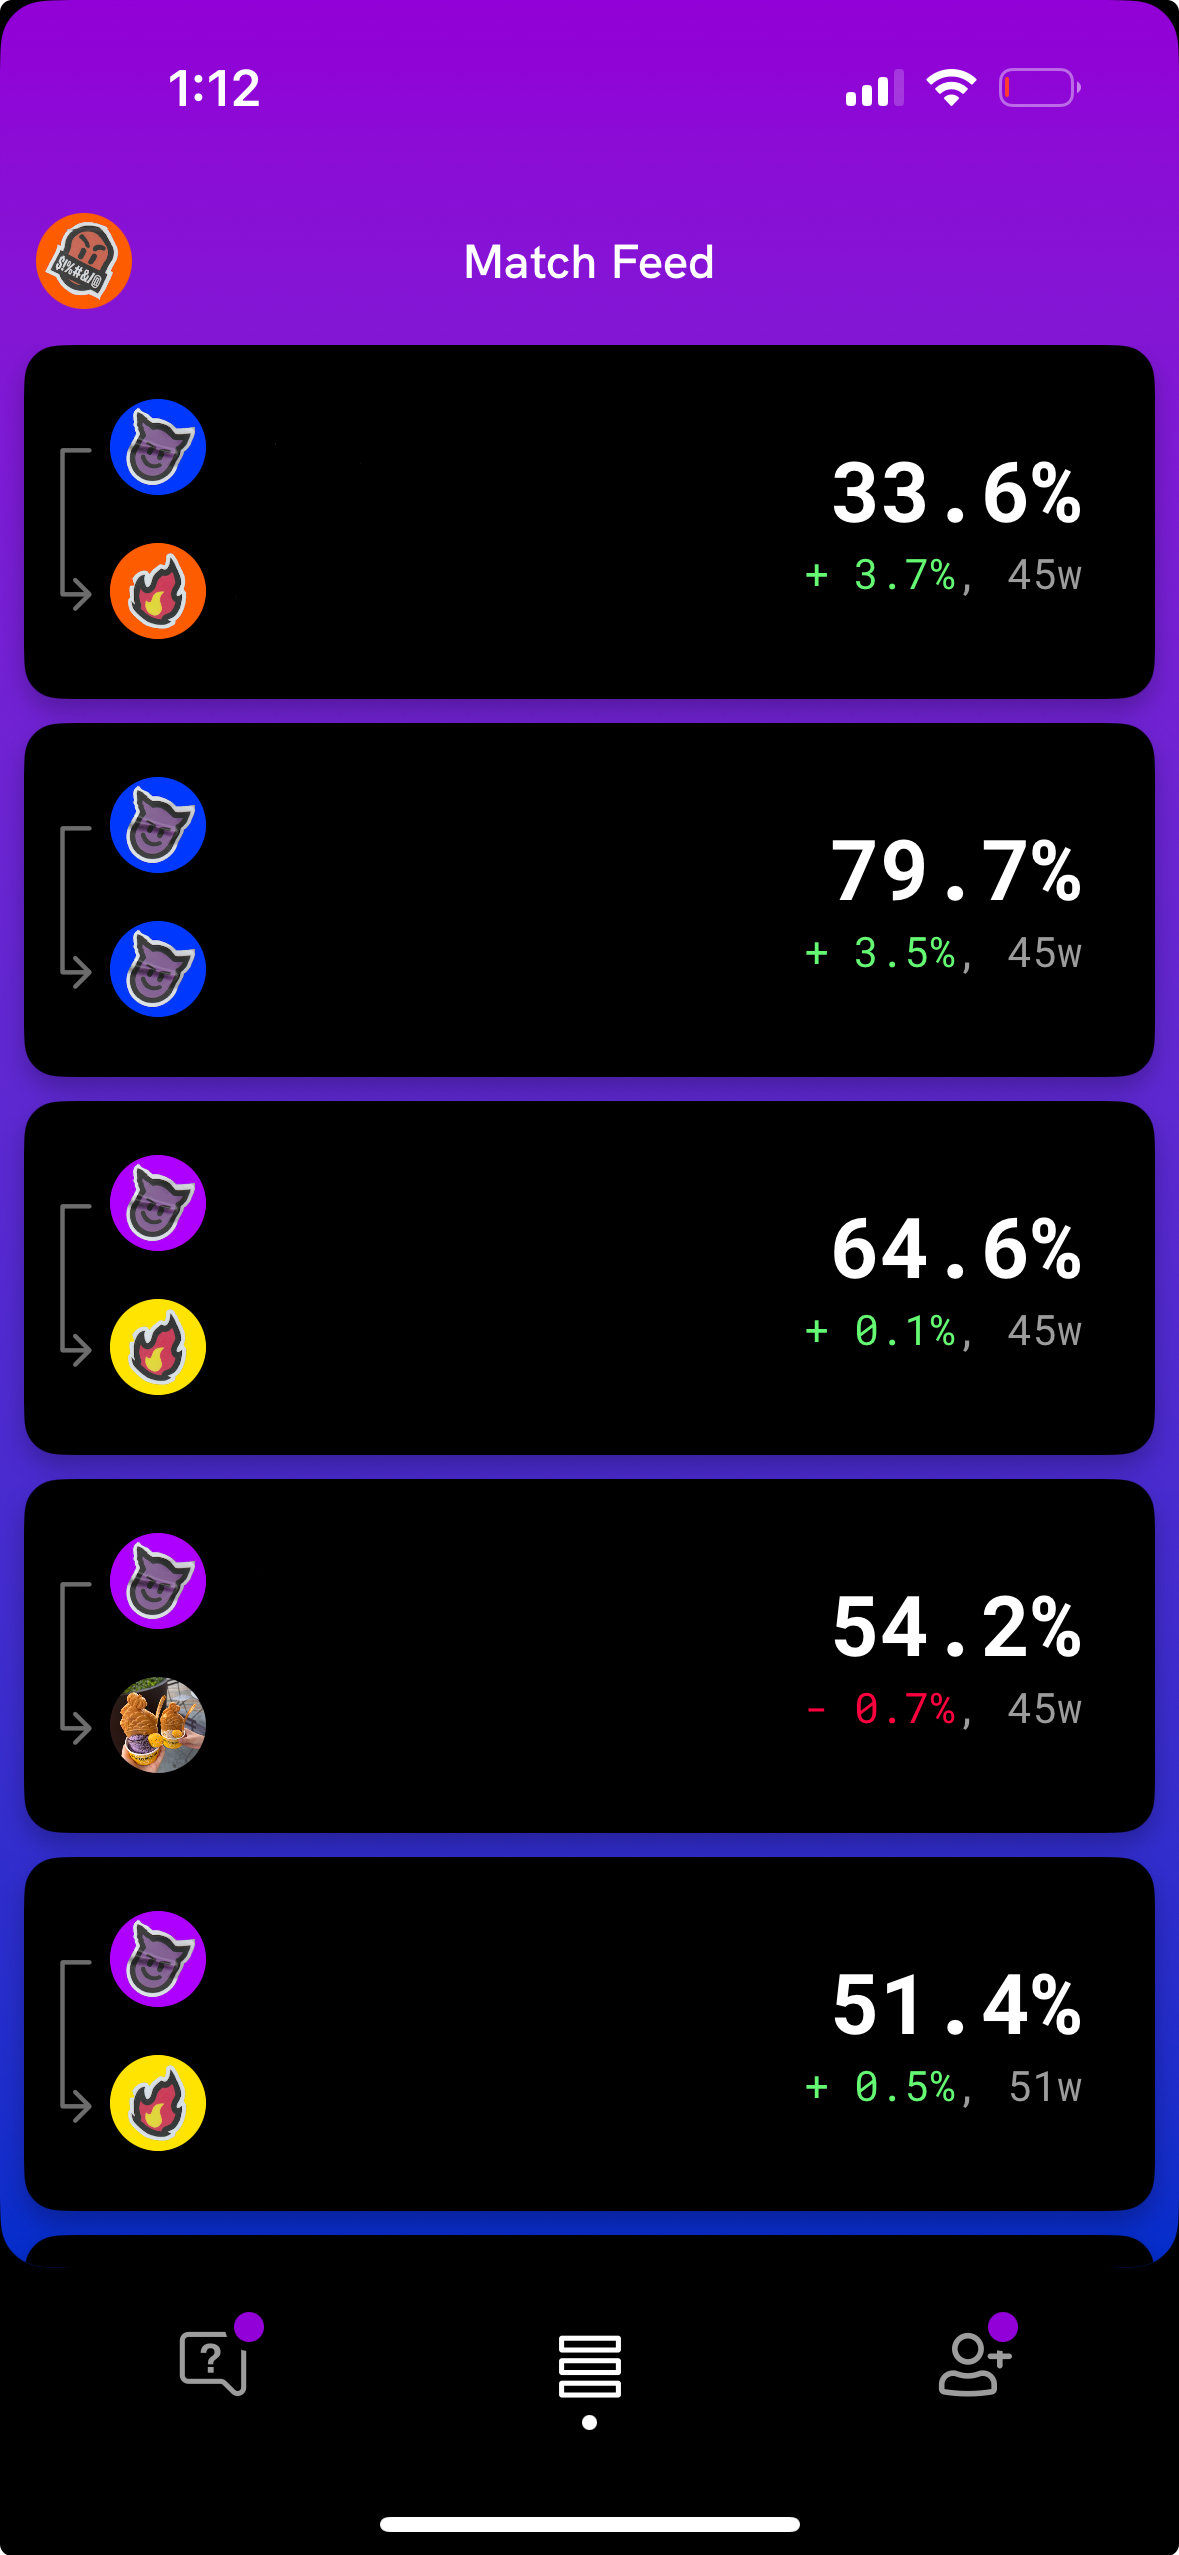 1:12
$!%#&!@
Match Feed
33.6%
+ 3.7%, 45w
79.7%
+ 3.5%, 45w
64.6%
+ 0.1%, 45w
54.2%
- 0.7%, 45w
51.4%
+ 0.5%, 51w
?